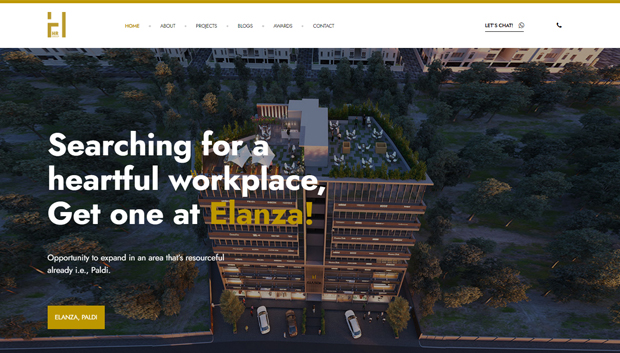 HOME
ABOUT
PROJECTS
BLOGS
AWARDS
CONTACT
LET'S CHAT!
Searching for a
heartful workplace,
Get one at Elanza!
Opportunity to expand in an area that's resourceful
already i.e., Paldi.
ELANZA, PALDI